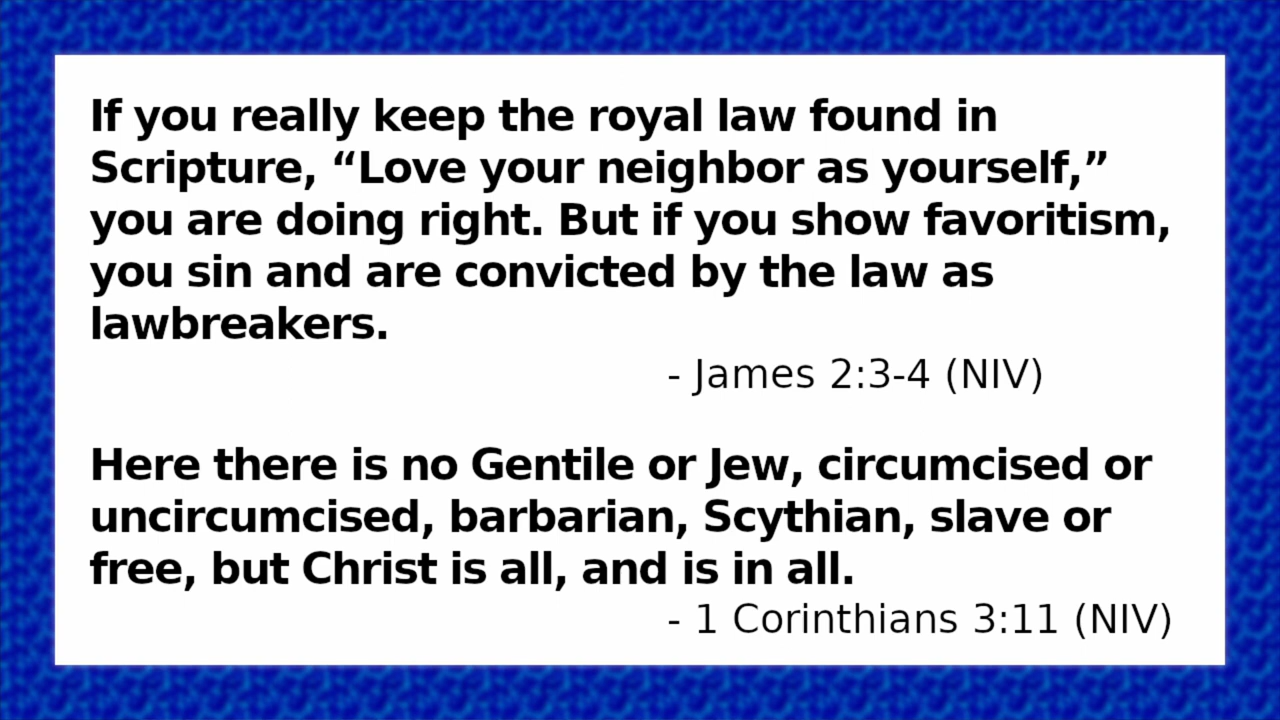 If you really keep the royal law found in
Scripture, “Love your neighbor as yourself,”
you are doing right. But if you show favoritism,
you sin and are convicted by the law as
lawbreakers.
- James 2:3-4 (NIV)
Here there is no Gentile or Jew, circumcised or
uncircumcised, barbarian, Scythian, slave or
free, but Christ is all, and is in all.
- 1 Corinthians 3:11 (NIV)